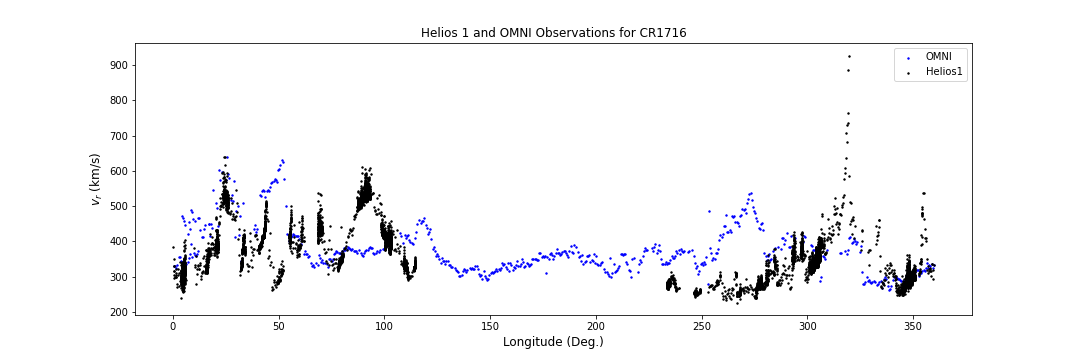 Helios 1 and OMNI Observations for CR1716
OMNI
Helios1
900
800
700
600
500
400
300
200
v_r (km/s)
0 50 100 150 200 250 300 350
Longitude (Deg.)